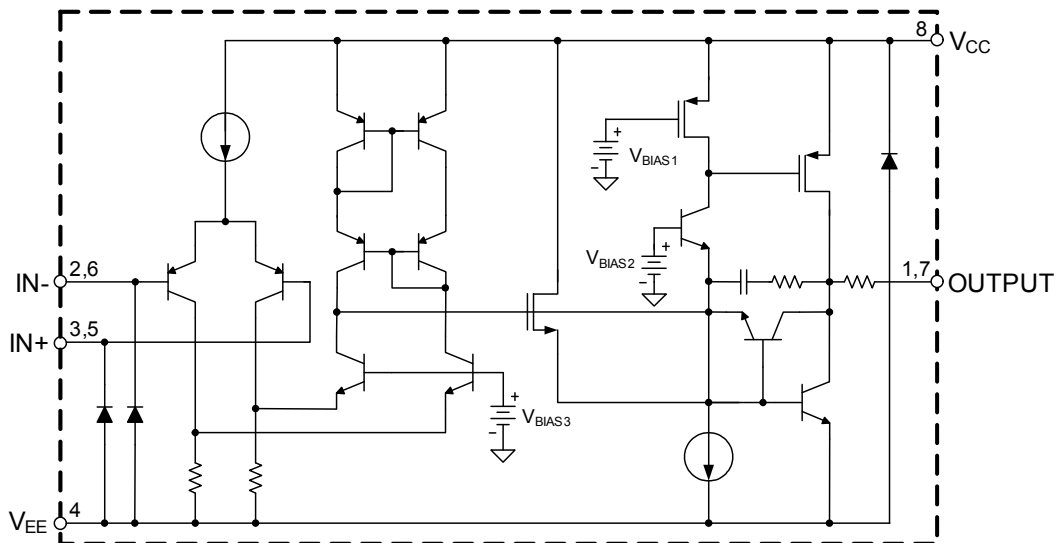 8
VCC
+
VBIAS1
−
+
VBIAS2
−
IN- 2,6
1,7 OUTPUT
IN+ 3,5
+
VBIAS3
−
VEE 4